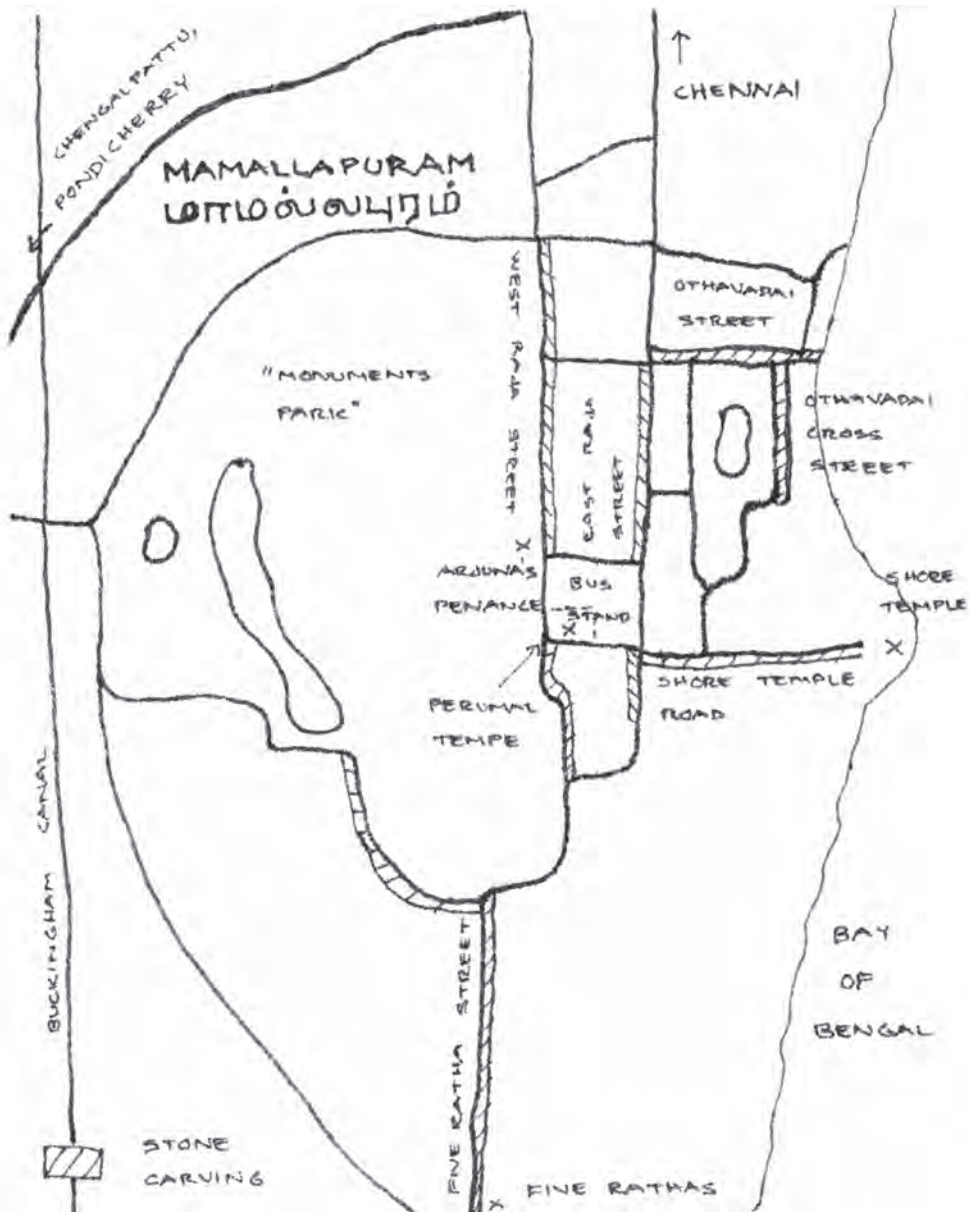 CHENGALPATTU,
PONDICHERRY
CHENNAI
MAMALLAPURAM
மாமல்லபுரம்
WEST RAJA STREET
OTHAVADAI
STREET
"MONUMENTS
PARK"
EAST RAJA
STREET
OTHAVADAI
CROSS
STREET
X
ARJUNA'S
PENANCE
BUS
STAND
X
SHORE
TEMPLE
X
PERUMAL
TEMPE
SHORE TEMPLE
ROAD
BUCKINGHAM CANAL
FIVE RATHA STREET
BAY
OF
BENGAL
STONE
CARVING
X
FIVE RATHAS